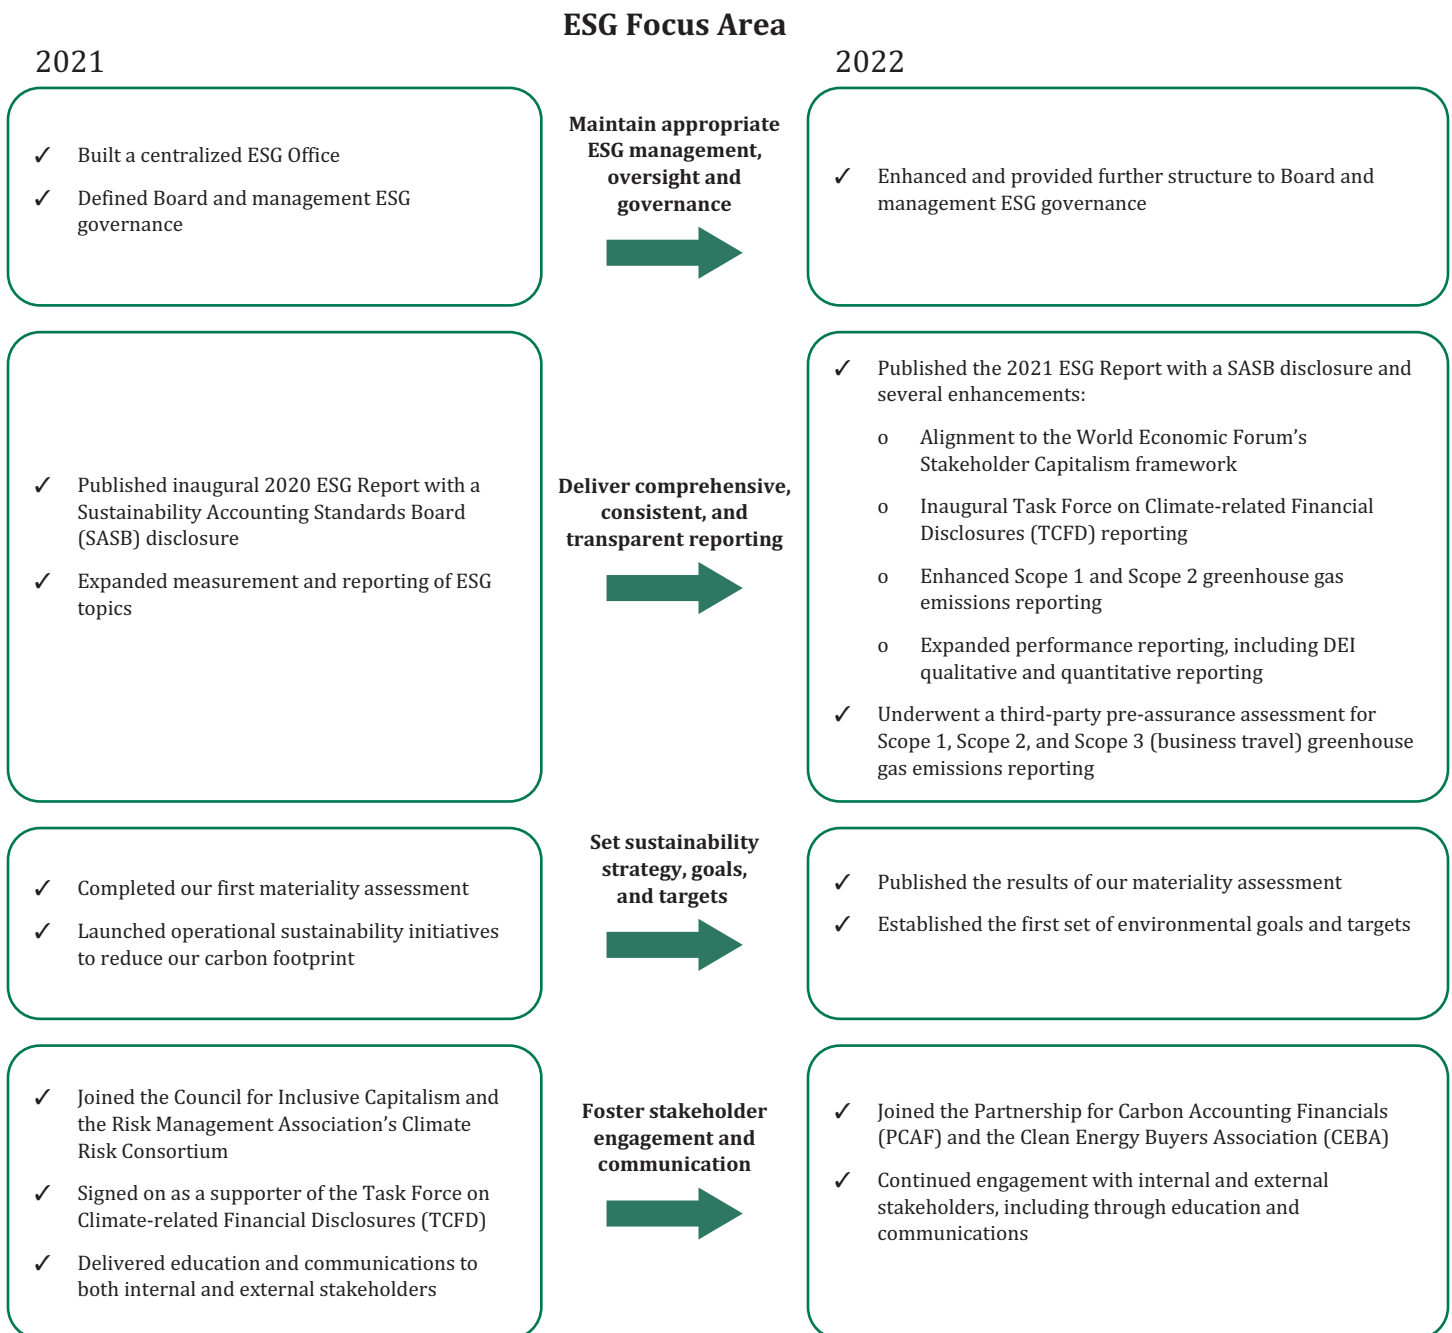 ESG Focus Area
2021
2022
✓ Built a centralized ESG Office
✓ Defined Board and management ESG
governance
Maintain appropriate
ESG management,
oversight and
governance
✓ Enhanced and provided further structure to Board and
management ESG governance
✓ Published inaugural 2020 ESG Report with a
Sustainability Accounting Standards Board
(SASB) disclosure
✓ Expanded measurement and reporting of ESG
topics
Deliver comprehensive,
consistent, and
transparent reporting
✓ Published the 2021 ESG Report with a SASB disclosure and
several enhancements:
o Alignment to the World Economic Forum's
Stakeholder Capitalism framework
o Inaugural Task Force on Climate-related Financial
Disclosures (TCFD) reporting
o Enhanced Scope 1 and Scope 2 greenhouse gas
emissions reporting
o Expanded performance reporting, including DEI
qualitative and quantitative reporting
✓ Underwent a third-party pre-assurance assessment for
Scope 1, Scope 2, and Scope 3 (business travel) greenhouse
gas emissions reporting
✓ Completed our first materiality assessment
✓ Launched operational sustainability initiatives
to reduce our carbon footprint
Set sustainability
strategy, goals,
and targets
✓ Published the results of our materiality assessment
✓ Established the first set of environmental goals and targets
✓ Joined the Council for Inclusive Capitalism and
the Risk Management Association's Climate
Risk Consortium
✓ Signed on as a supporter of the Task Force on
Climate-related Financial Disclosures (TCFD)
✓ Delivered education and communications to
both internal and external stakeholders
Foster stakeholder
engagement and
communication
✓ Joined the Partnership for Carbon Accounting Financials
(PCAF) and the Clean Energy Buyers Association (CEBA)
✓ Continued engagement with internal and external
stakeholders, including through education and
communications